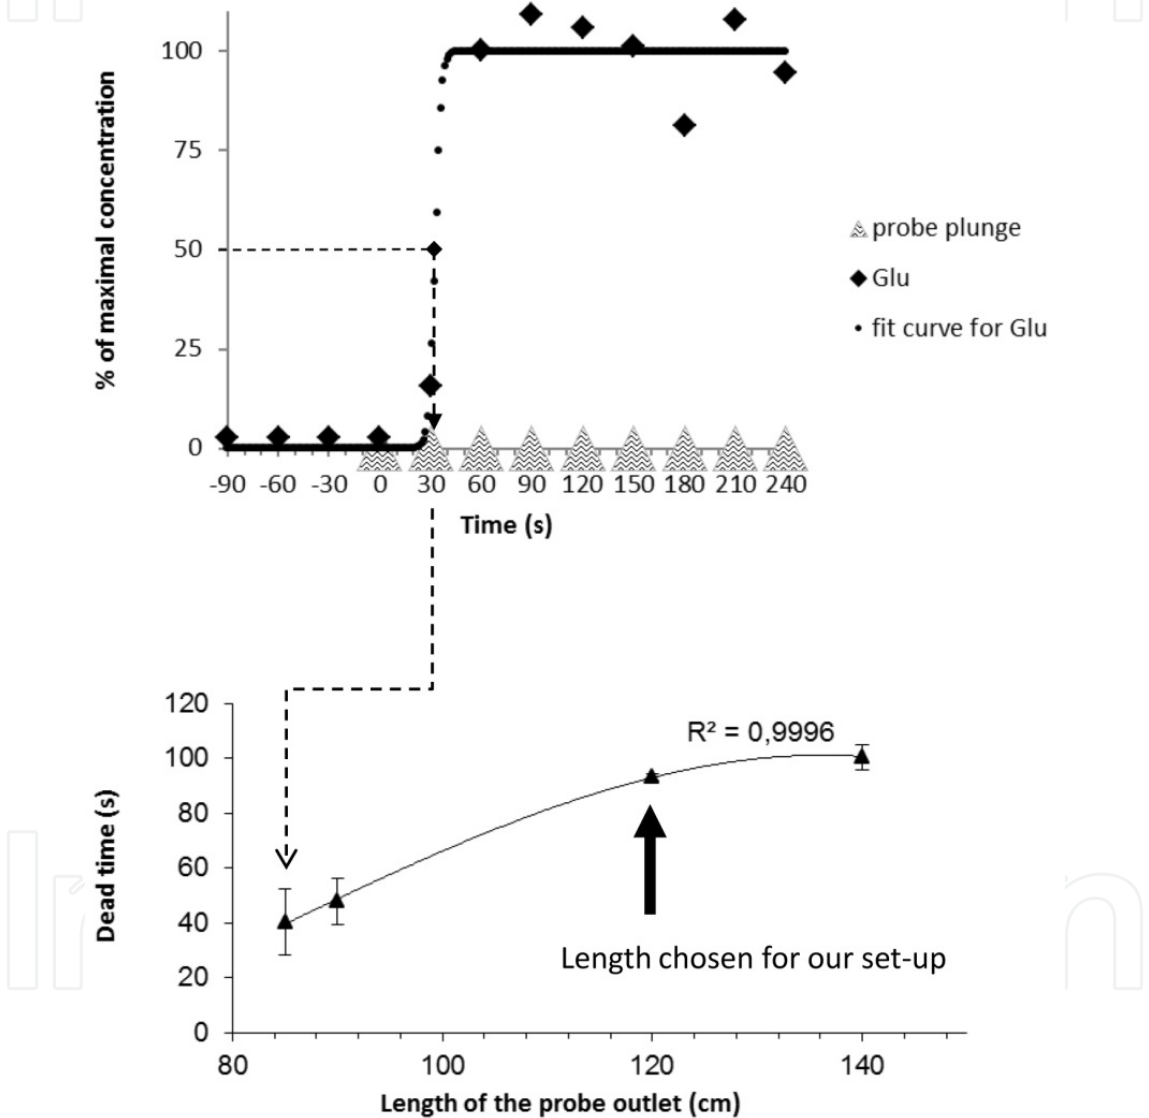 100
75
50
25
0
% of maximal concentration
-90 -60 -30 0 30 60 90 120 150 180 210 240
Time (s)
probe plunge
Glu
fit curve for Glu
120
100
80
60
40
20
0
Dead time (s)
R² = 0,9996
Length chosen for our set-up
80 100 120 140
Length of the probe outlet (cm)